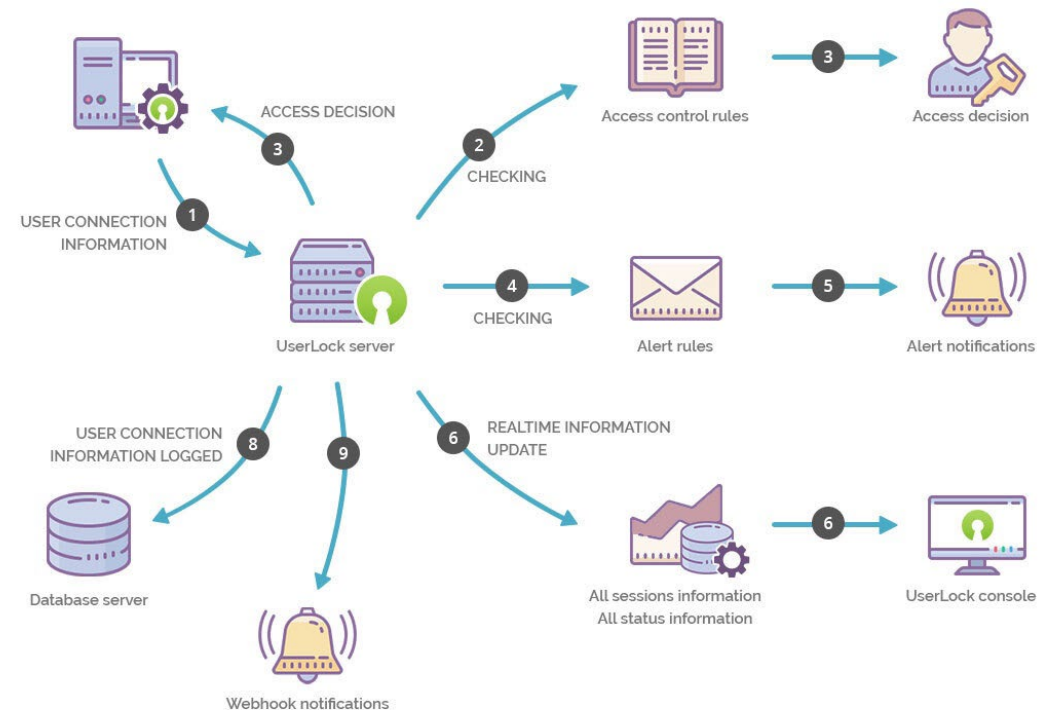 ACCESS DECISION
3
1
USER CONNECTION
INFORMATION
2
CHECKING
Access control rules
3
Access decision
UserLock server
4
CHECKING
Alert rules
5
Alert notifications
USER CONNECTION
INFORMATION LOGGED
8
Database server
9
Webhook notifications
6
REALTIME INFORMATION
UPDATE
All sessions information
All status information
6
UserLock console